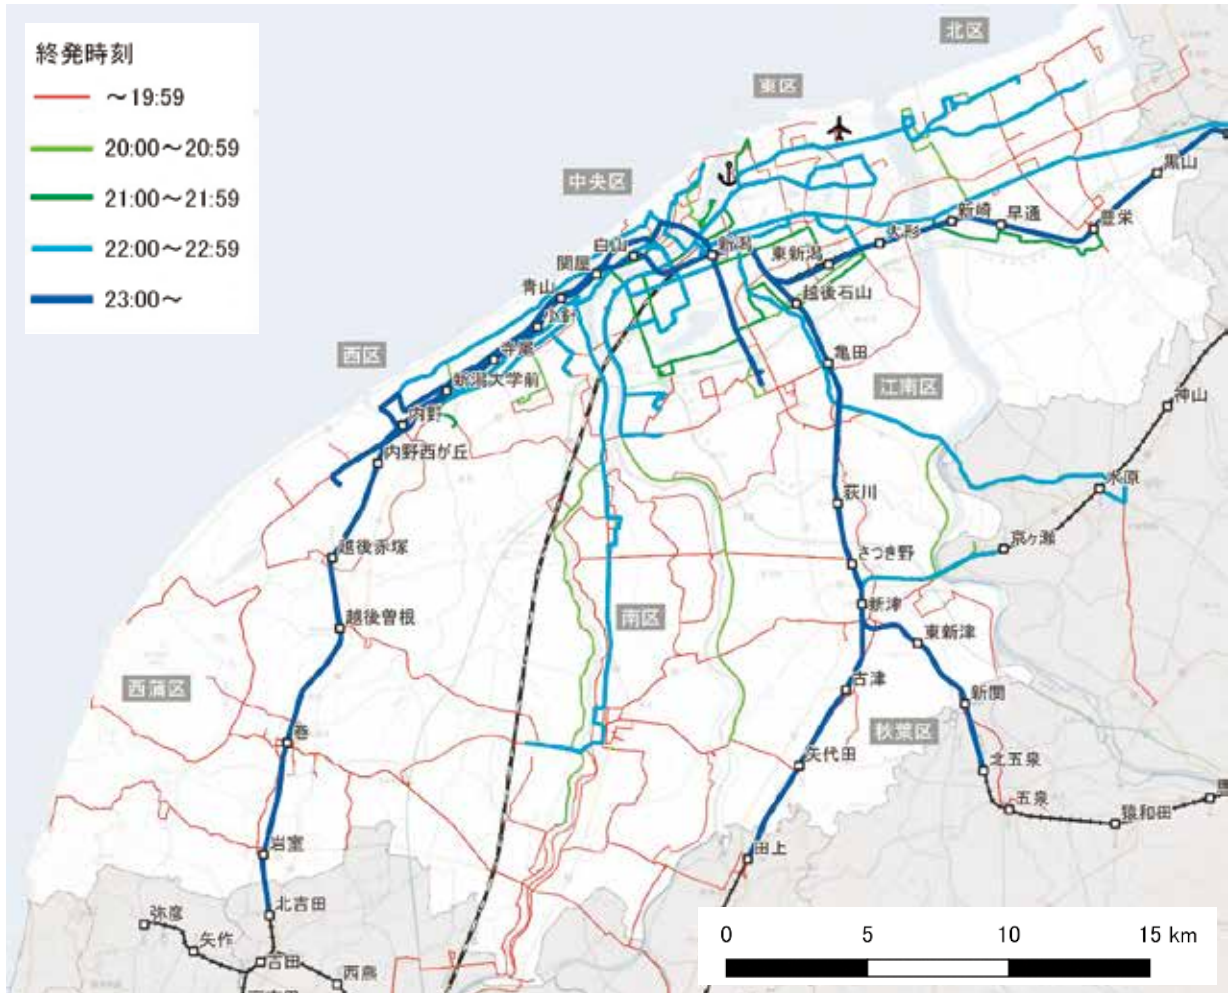 終発時刻
～19:59
20:00～20:59
21:00～21:59
22:00～22:59
23:00～
北区
東区
中央区
西区
江南区
南区
西蒲区
秋葉区
黒山
豊栄
早通
新崎
大形
東新潟
新潟
白山
関屋
青山
小針
寺尾
新潟大学前
内野
内野西が丘
越後赤塚
越後曽根
巻
岩室
北吉田
吉田
西燕
矢作
弥彦
越後石山
亀田
荻川
さつき野
新津
古津
矢代田
田上
東新津
新関
北五泉
五泉
猿和田
神山
水原
京ヶ瀬
0 5 10 15 km